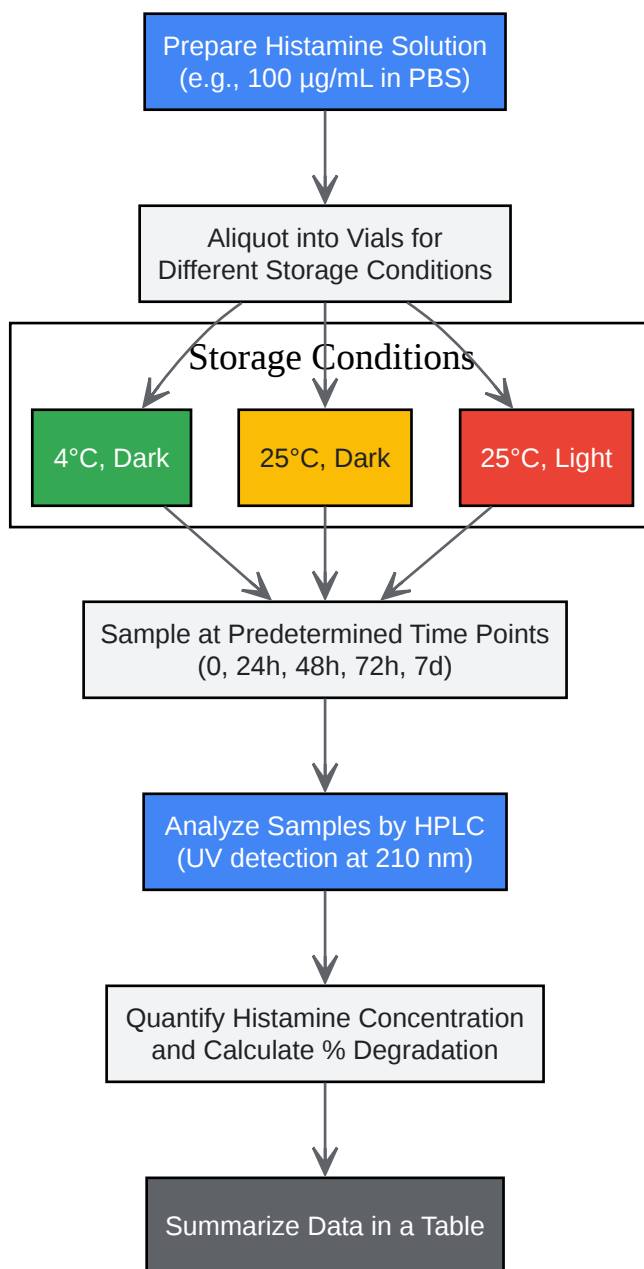 Prepare Histamine Solution
(e.g., 100 µg/mL in PBS)
Aliquot into Vials for
Different Storage Conditions
Storage Conditions
4°C, Dark
25°C, Dark
25°C, Light
Sample at Predetermined Time Points
(0, 24h, 48h, 72h, 7d)
Analyze Samples by HPLC
(UV detection at 210 nm)
Quantify Histamine Concentration
and Calculate % Degradation
Summarize Data in a Table